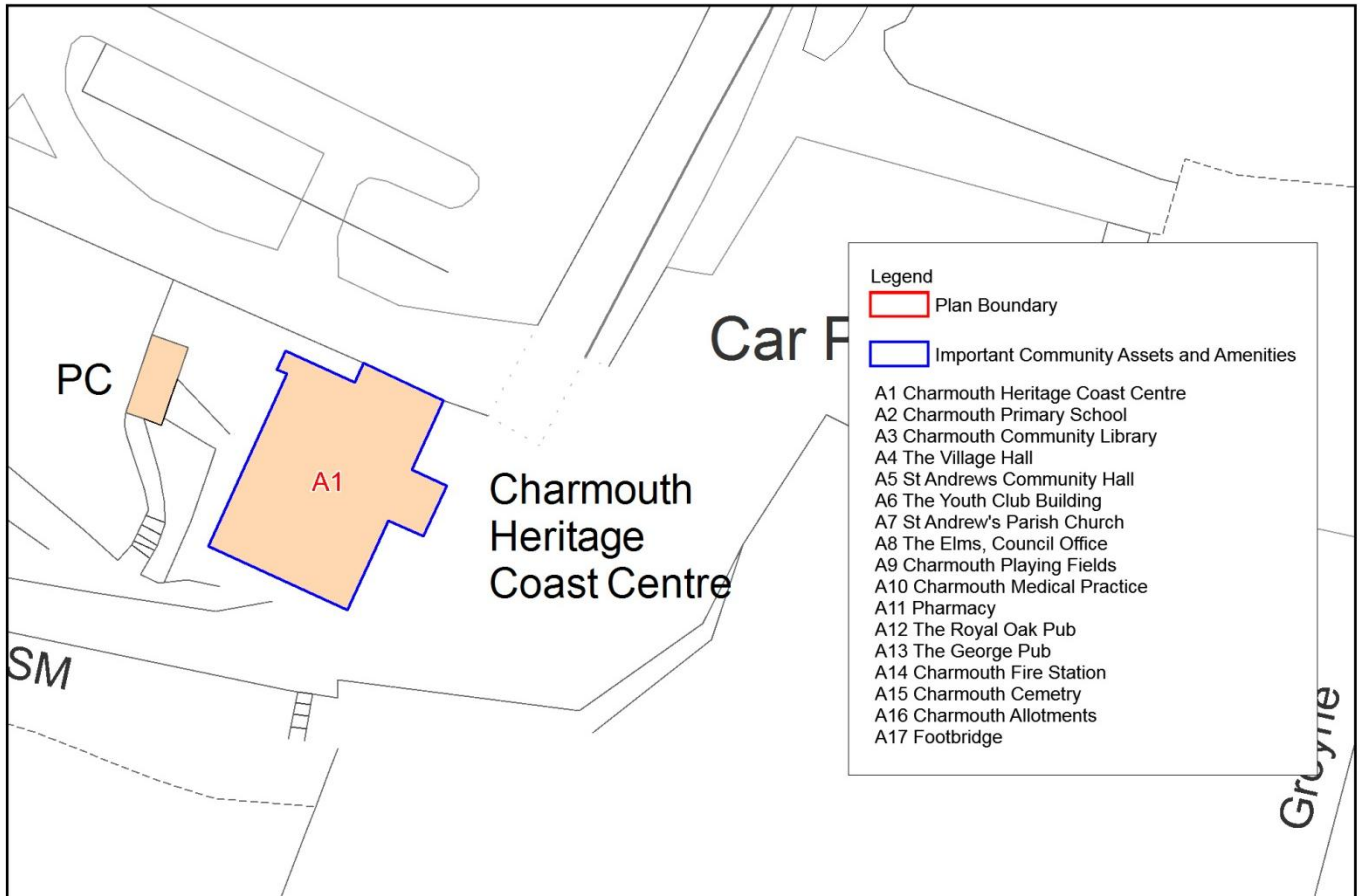 PC
A1
Charmouth
Heritage
Coast Centre
Car P
SM
Groyne
Legend
Plan Boundary
Important Community Assets and Amenities
A1 Charmouth Heritage Coast Centre
A2 Charmouth Primary School
A3 Charmouth Community Library
A4 The Village Hall
A5 St Andrews Community Hall
A6 The Youth Club Building
A7 St Andrew's Parish Church
A8 The Elms, Council Office
A9 Charmouth Playing Fields
A10 Charmouth Medical Practice
A11 Pharmacy
A12 The Royal Oak Pub
A13 The George Pub
A14 Charmouth Fire Station
A15 Charmouth Cemetry
A16 Charmouth Allotments
A17 Footbridge